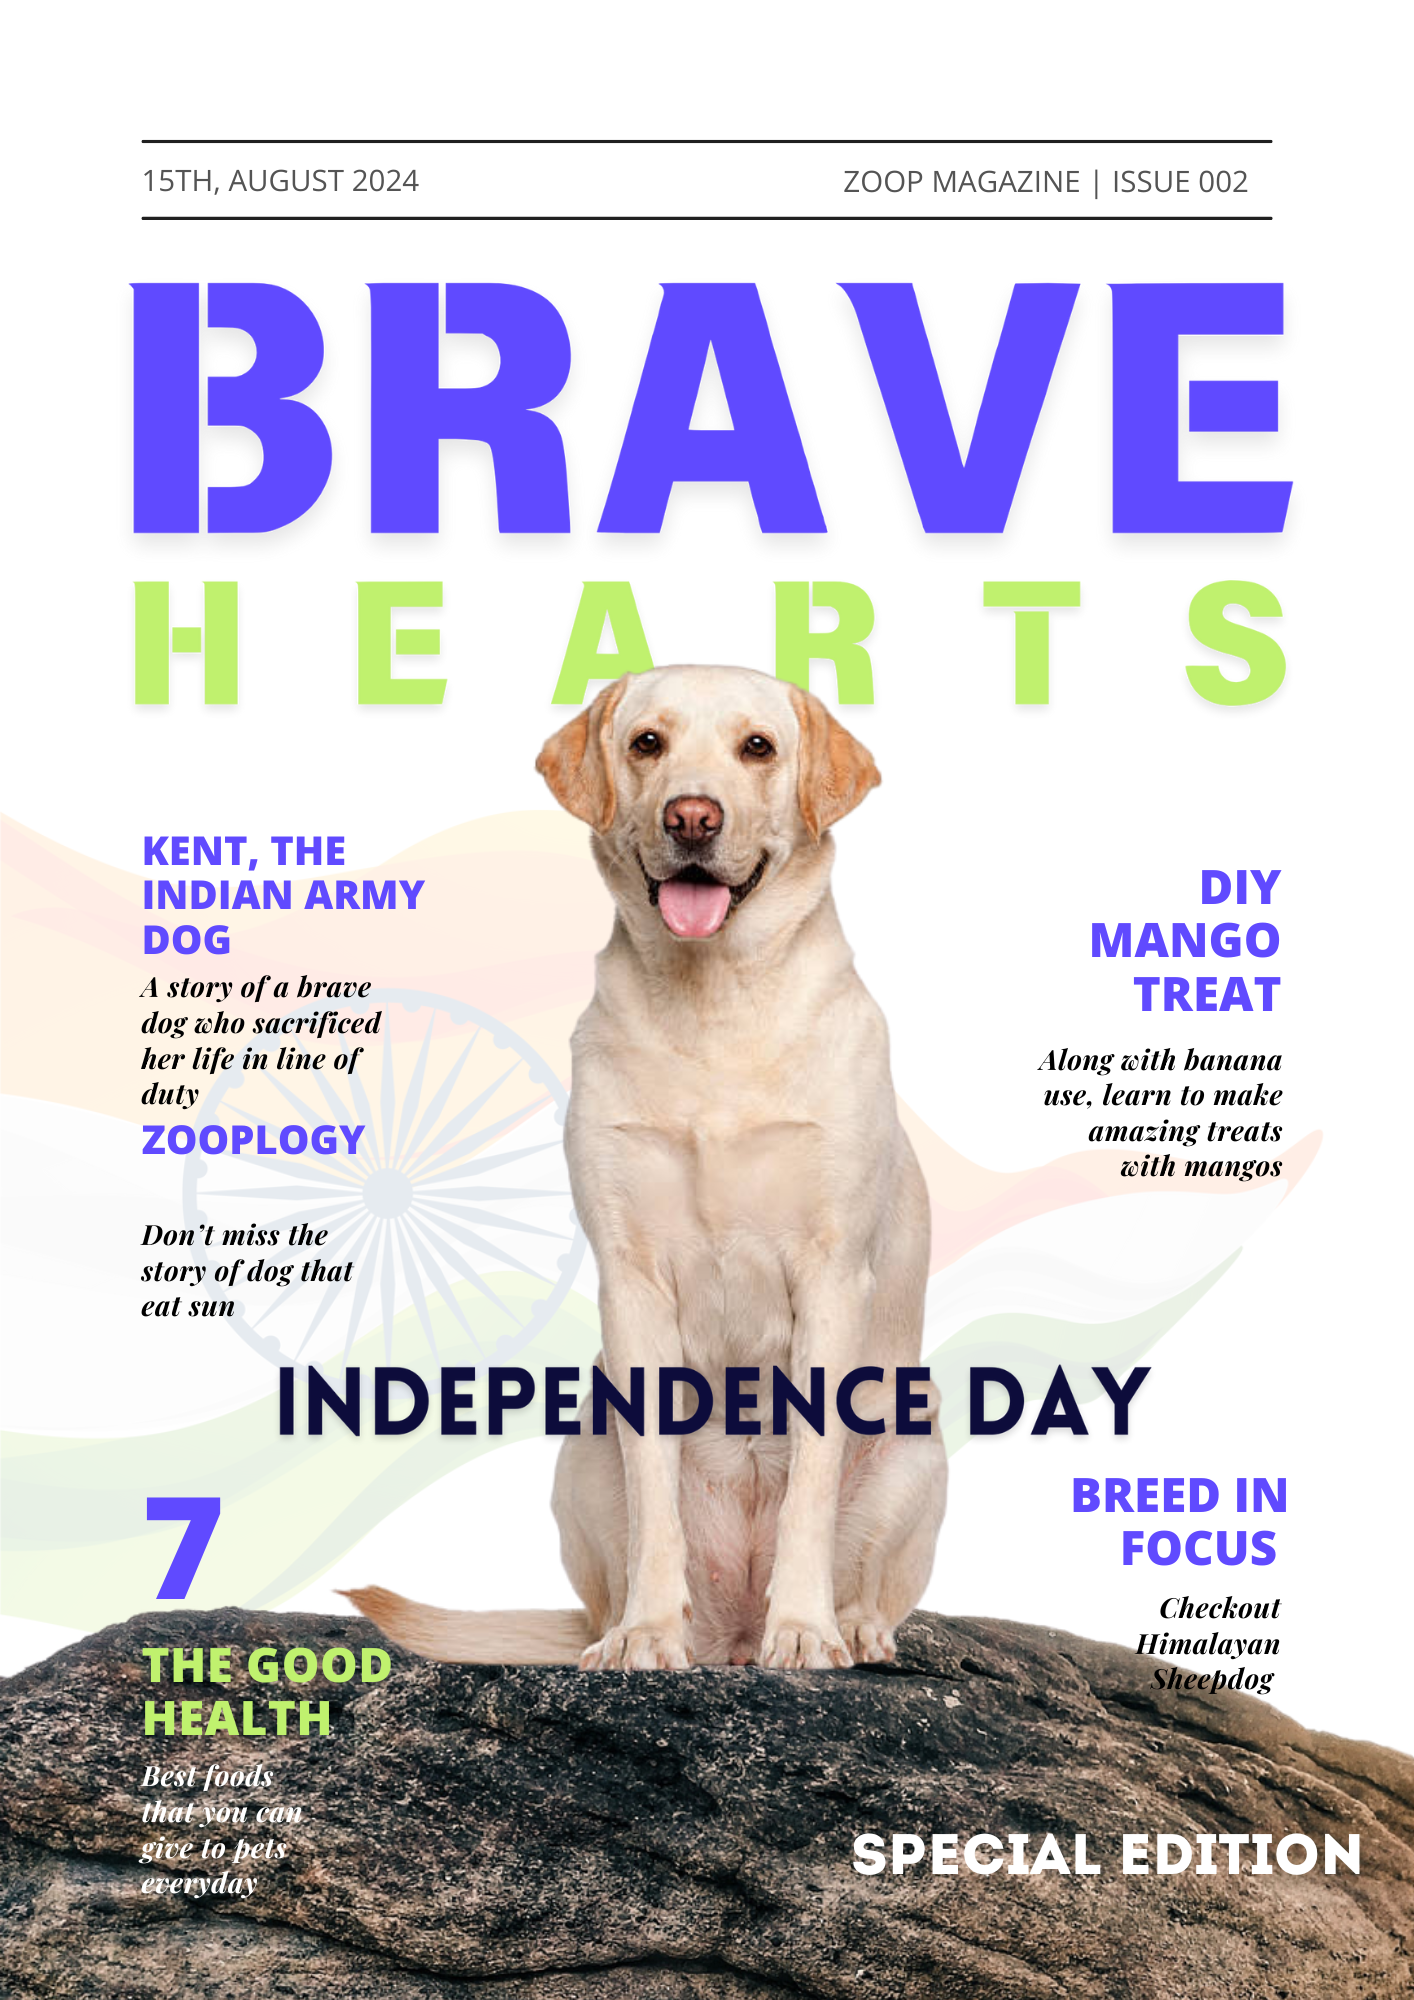 15TH, AUGUST 2024
ZOOP MAGAZINE | ISSUE 002
BRAVE
HEARTS
KENT, THE
INDIAN ARMY
DOG
A story of a brave
dog who sacrificed
her life in line of
duty
ZOOPLOGY
Don’t miss the
story of dog that
eat sun
DIY
MANGO
TREAT
Along with banana
use, learn to make
amazing treats
with mangos
INDEPENDENCE DAY
7
THE GOOD
HEALTH
Best foods
that you can
give to pets
everyday
BREED IN
FOCUS
Checkout
Himalayan
Sheepdog
SPECIAL EDITION